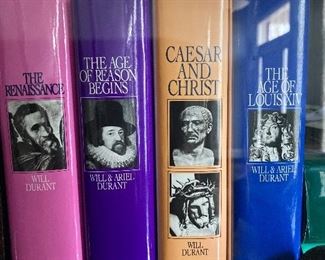 THE
RENAISSANCE
WILL
DURANT
THE AGE
OF REASON
BEGINS
WILL & ARIEL
DURANT
CAESAR
AND
CHRIST
WILL
DURANT
THE
AGE OF
LOUIS XIV
WILL & ARIEL
DURANT